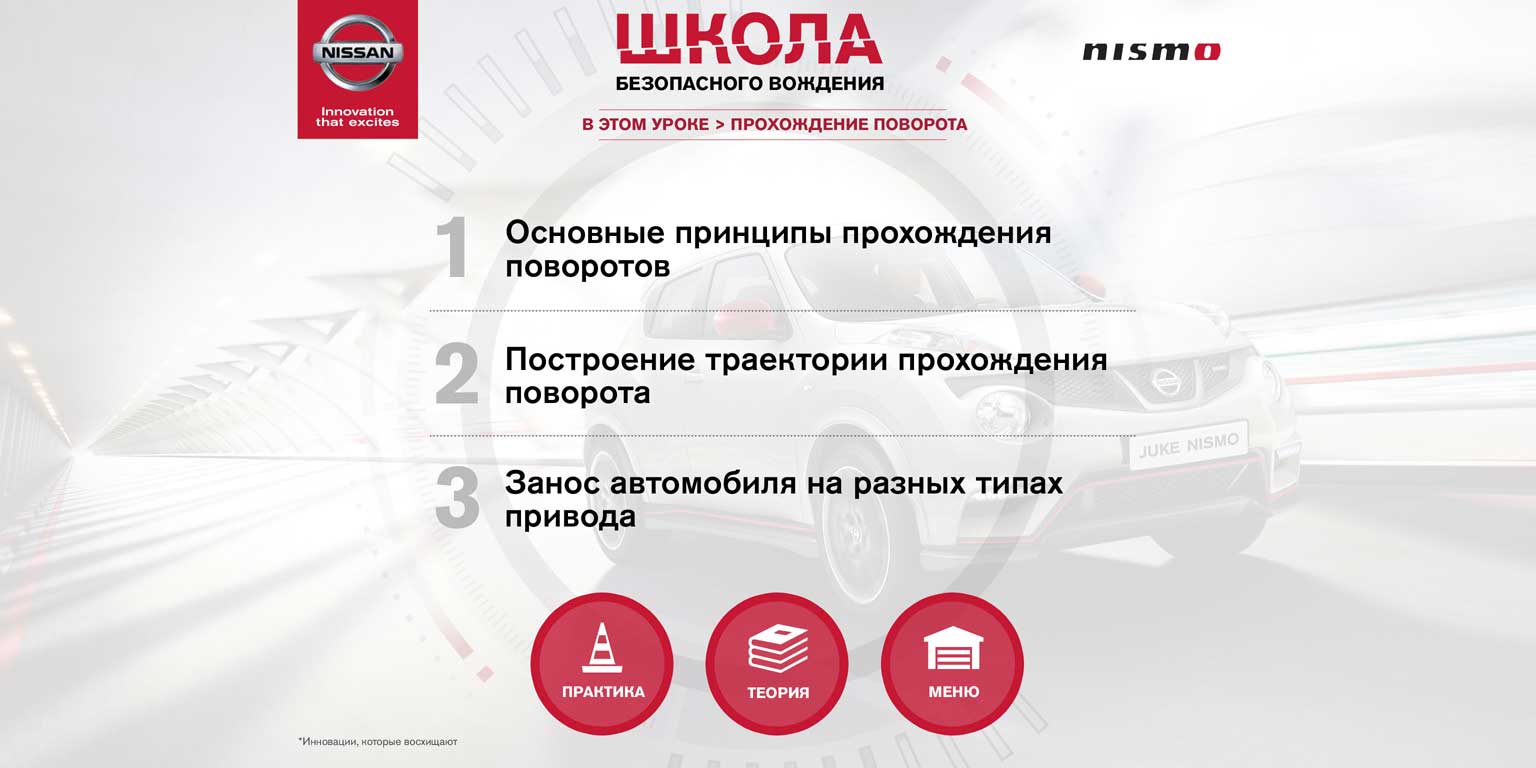 NISSAN
Innovation
that excites
ШКОЛА
БЕЗОПАСНОГО ВОЖДЕНИЯ
nismo
В ЭТОМ УРОКЕ > ПРОХОЖДЕНИЕ ПОВОРОТА
1 Основные принципы прохождения
поворотов
2 Построение траектории прохождения
поворота
3 Занос автомобиля на разных типах
привода
JUKE NISMO
ПРАКТИКА
ТЕОРИЯ
МЕНЮ
*Инновации, которые восхищают